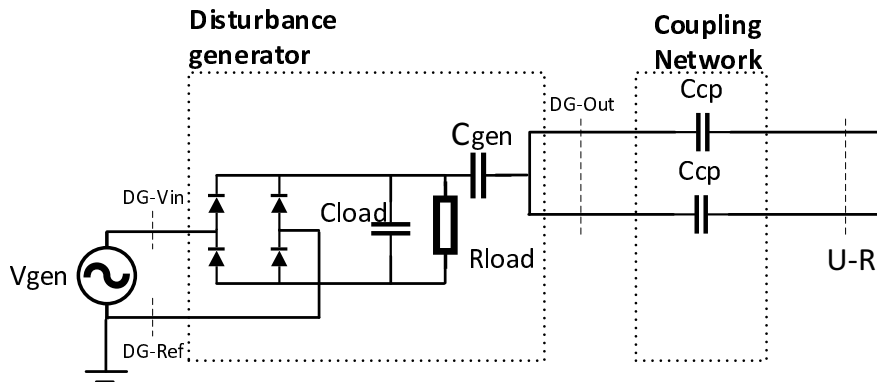 Disturbance
generator
Coupling
Network
Ccp
DG-Out
Cgen
Ccp
DG-Vin
Cload
Rload
Vgen
U-R
DG-Ref